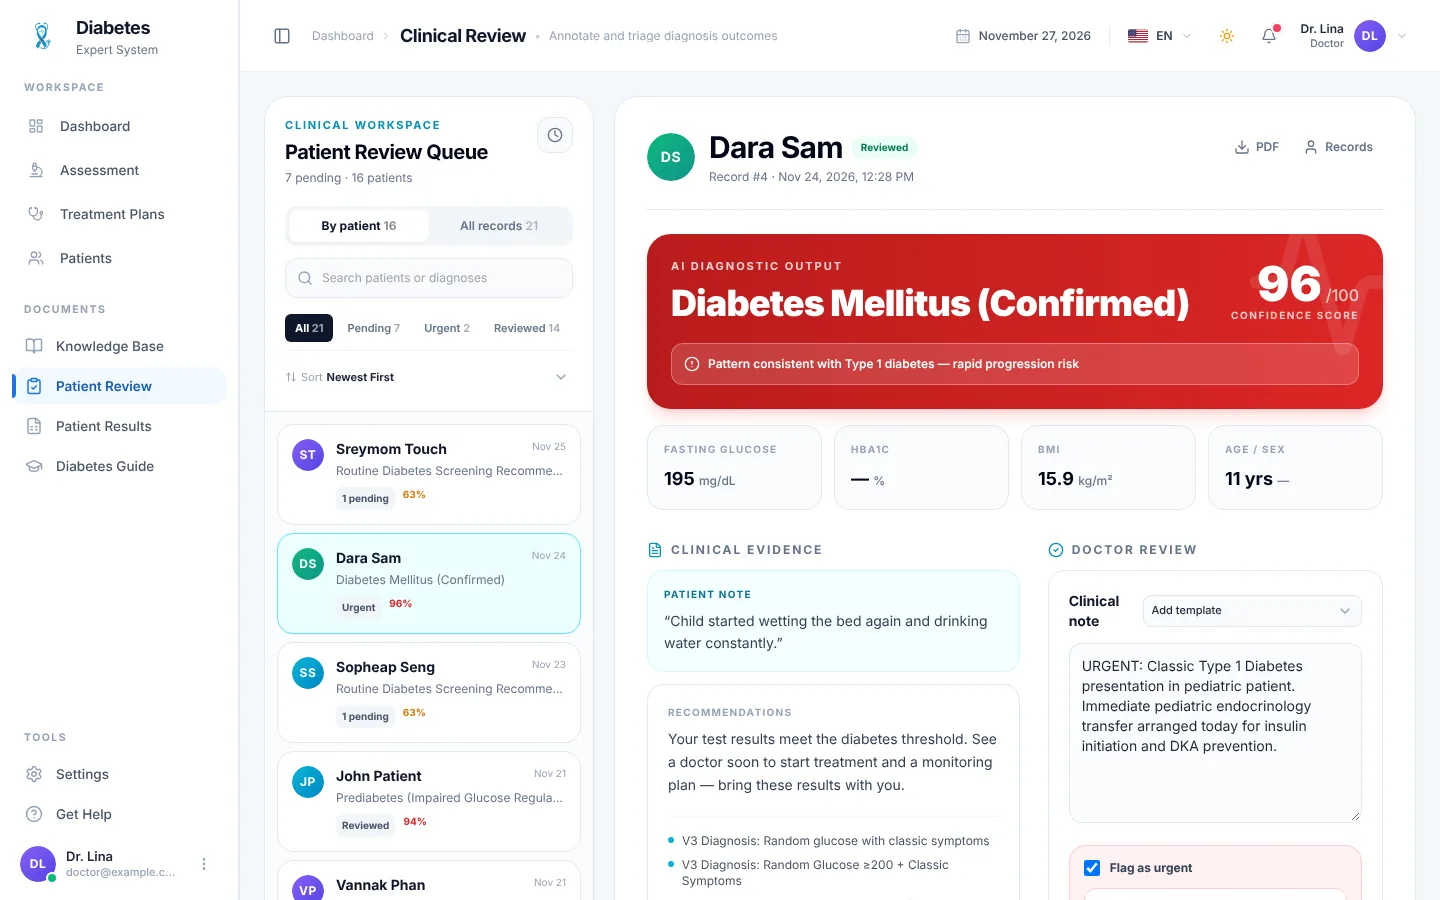 Diabetes
Expert System
WORKSPACE
Dashboard
Assessment
Treatment Plans
Patients
DOCUMENTS
Knowledge Base
Patient Review
Patient Results
Diabetes Guide
TOOLS
Settings
Get Help
DL
Dr. Lina
doctor@example.c...
Dashboard
Clinical Review
Annotate and triage diagnosis outcomes
November 27, 2026
EN
Dr. Lina
Doctor
DL
CLINICAL WORKSPACE
Patient Review Queue
7 pending · 16 patients
By patient 16
All records 21
Search patients or diagnoses
All 21
Pending 7
Urgent 2
Reviewed 14
Sort Newest First
ST
Sreymom Touch
Nov 25
Routine Diabetes Screening Recomme...
1 pending
63%
DS
Dara Sam
Nov 24
Diabetes Mellitus (Confirmed)
Urgent
96%
SS
Sopheap Seng
Nov 23
Routine Diabetes Screening Recomme...
1 pending
63%
JP
John Patient
Nov 21
Prediabetes (Impaired Glucose Regula...
Reviewed
94%
VP
Vannak Phan
Nov 21
DS
Dara Sam
Reviewed
Record #4 · Nov 24, 2026, 12:28 PM
PDF
Records
AI DIAGNOSTIC OUTPUT
Diabetes Mellitus (Confirmed)
96 /100
CONFIDENCE SCORE
Pattern consistent with Type 1 diabetes — rapid progression risk
FASTING GLUCOSE
195 mg/dL
HBA1C
— %
BMI
15.9 kg/m²
AGE / SEX
11 yrs —
CLINICAL EVIDENCE
PATIENT NOTE
“Child started wetting the bed again and drinking
water constantly.”
RECOMMENDATIONS
Your test results meet the diabetes threshold. See
a doctor soon to start treatment and a monitoring
plan — bring these results with you.
V3 Diagnosis: Random glucose with classic symptoms
V3 Diagnosis: Random Glucose ≥200 + Classic
Symptoms
DOCTOR REVIEW
Clinical
note
Add template
URGENT: Classic Type 1 Diabetes
presentation in pediatric patient.
Immediate pediatric endocrinology
transfer arranged today for insulin
initiation and DKA prevention.
Flag as urgent